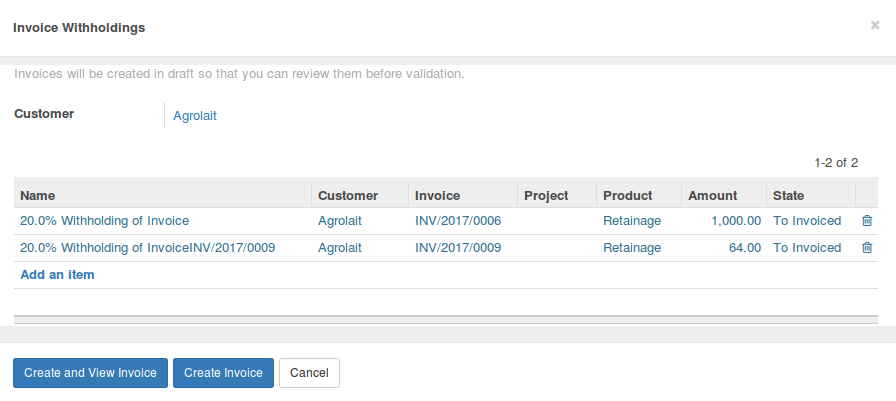 Invoice Withholdings ×
Invoices will be created in draft so that you can review them before validation.
Customer Agrolait
1-2 of 2
Name Customer Invoice Project Product Amount State
20.0% Withholding of Invoice Agrolait INV/2017/0006 Retainage 1,000.00 To Invoiced
20.0% Withholding of InvoiceINV/2017/0009 Agrolait INV/2017/0009 Retainage 64.00 To Invoiced
Add an item
Create and View Invoice Create Invoice Cancel